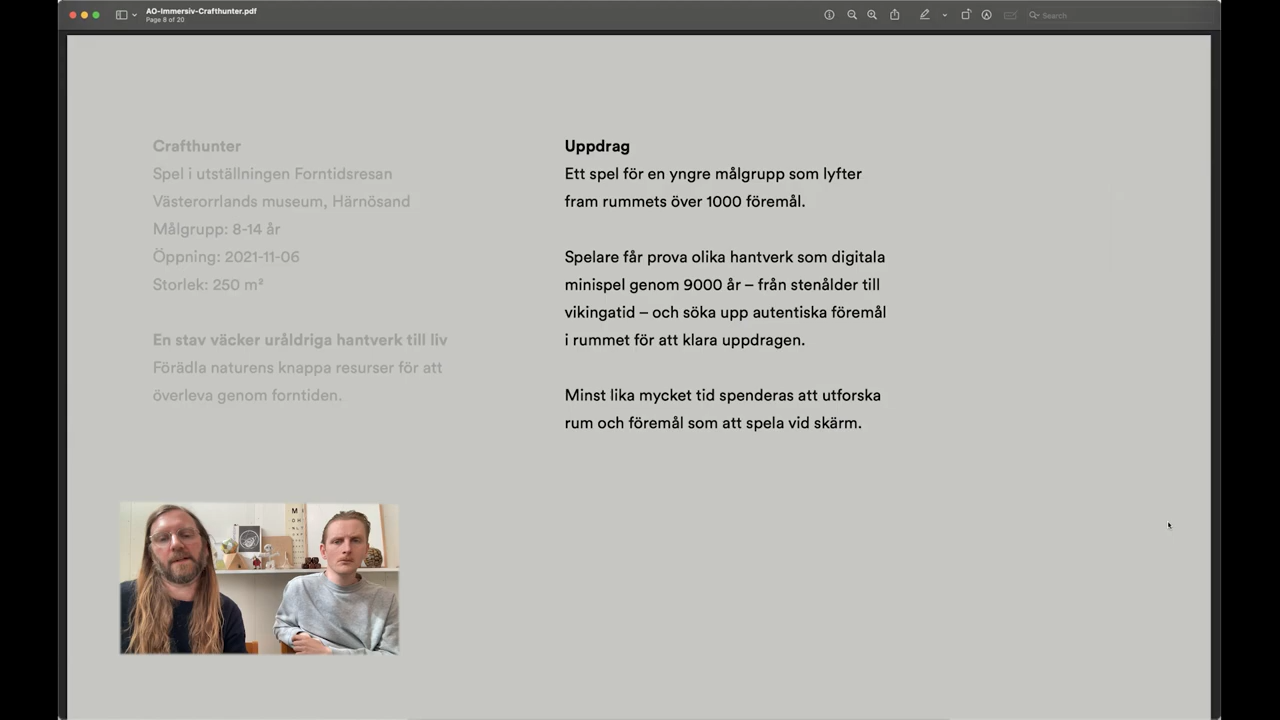 AO-Immersiv-Crafthunter.pdf
Page 8 of 20
Search
Crafthunter
Spel i utställningen Forntidsresan
Västerorrlands museum, Härnösand
Målgrupp: 8-14 år
Öppning: 2021-11-06
Storlek: 250 m²
En stav väcker uråldriga hantverk till liv
Förädla naturens knappa resurser för att
överleva genom forntiden.
Uppdrag
Ett spel för en yngre målgrupp som lyfter
fram rummets över 1000 föremål.
Spelare får prova olika hantverk som digitala
minispel genom 9000 år – från stenålder till
vikingatid – och söka upp autentiska föremål
i rummet för att klara uppdragen.
Minst lika mycket tid spenderas att utforska
rum och föremål som att spela vid skärm.